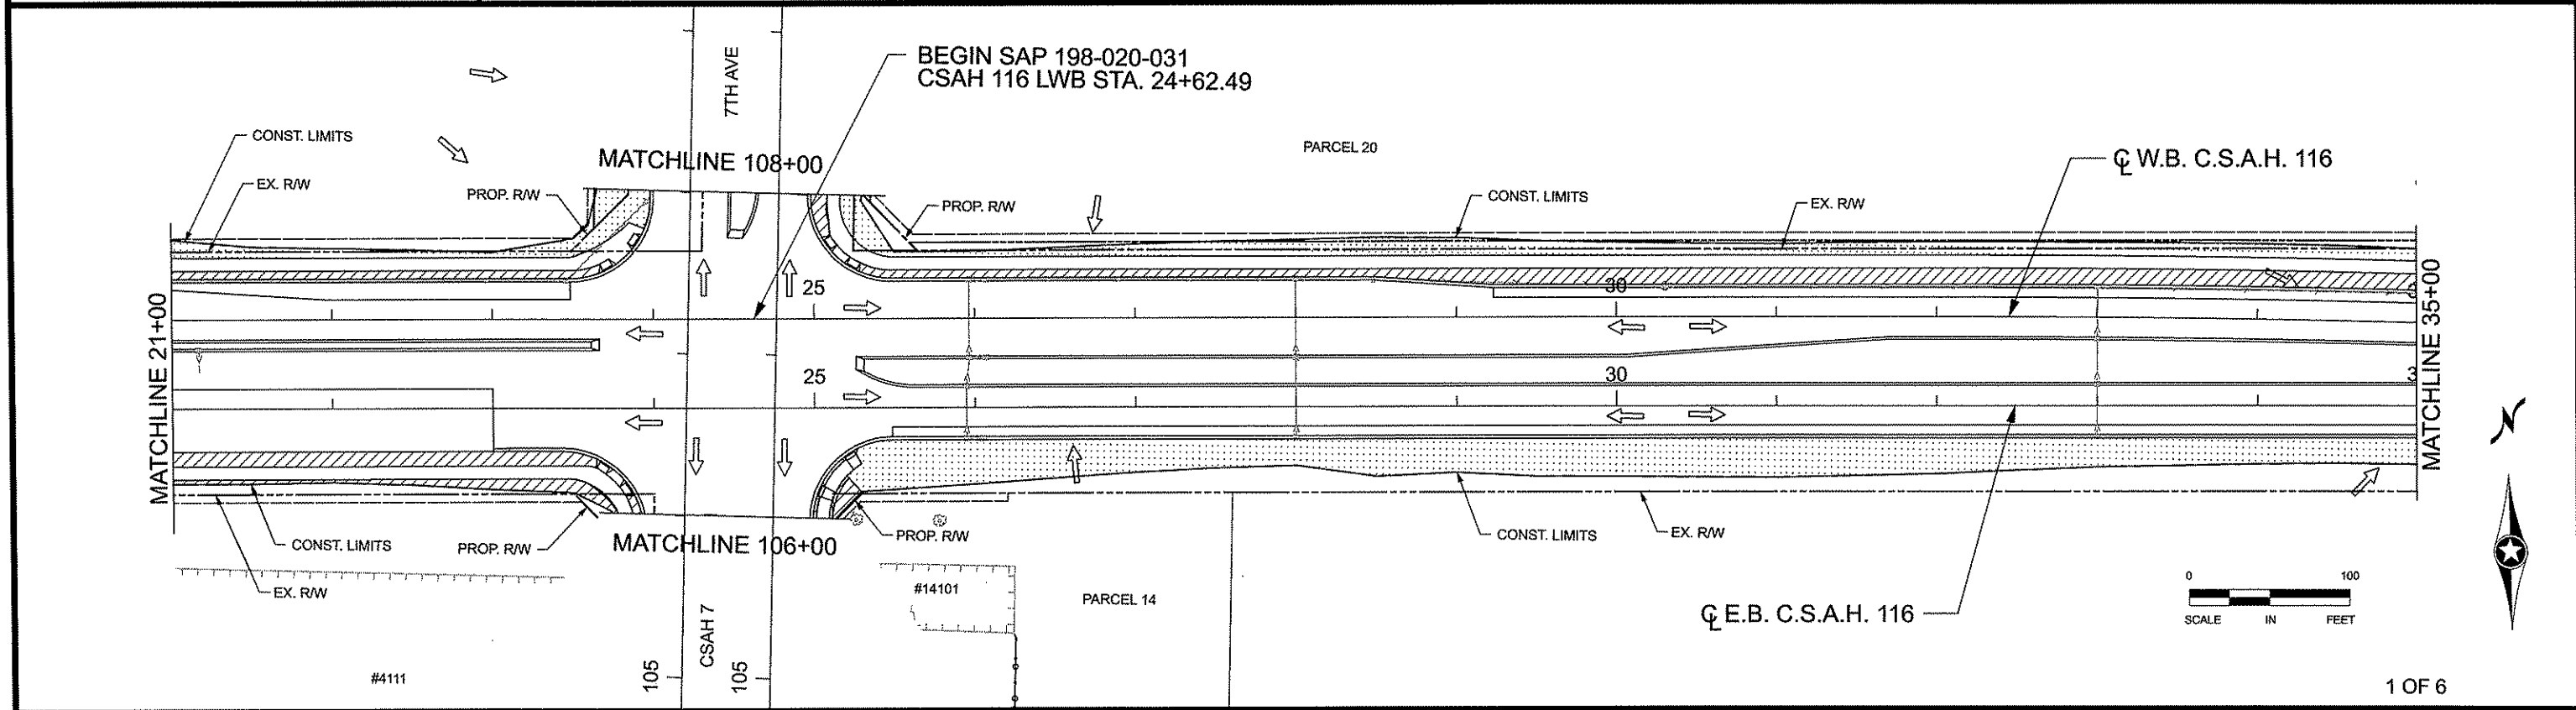 BEGIN SAP 198-020-031
CSAH 116 LWB STA. 24+62.49
7TH AVE
CONST. LIMITS
EX. R/W
PROP. R/W
MATCHLINE 108+00
PARCEL 20
℄ W.B. C.S.A.H. 116
PROP. R/W
CONST. LIMITS
EX. R/W
MATCHLINE 21+00
25
30
MATCHLINE 35+00
25
30
3
N
CONST. LIMITS
PROP. R/W
MATCHLINE 106+00
PROP. R/W
CONST. LIMITS
EX. R/W
EX. R/W
#14101
PARCEL 14
℄ E.B. C.S.A.H. 116
0 100
SCALE IN FEET
CSAH 7
105
105
#4111
1 OF 6